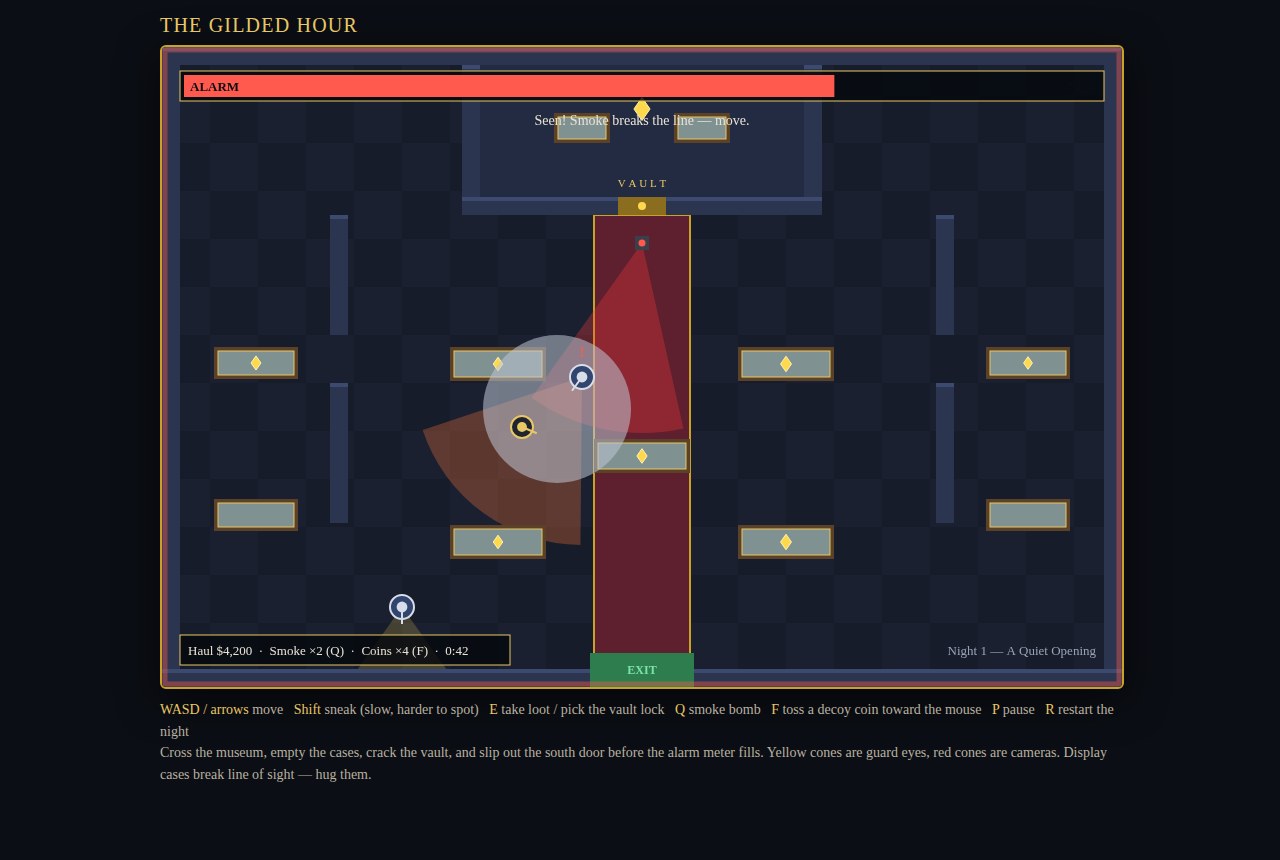 THE GILDED HOUR
ALARM
Seen! Smoke breaks the line — move.
VAULT
!
Haul $4,200 · Smoke ×2 (Q) · Coins ×4 (F) · 0:42
EXIT
Night 1 — A Quiet Opening
WASD / arrows move Shift sneak (slow, harder to spot) E take loot / pick the vault lock Q smoke bomb F toss a decoy coin toward the mouse P pause R restart the
night
Cross the museum, empty the cases, crack the vault, and slip out the south door before the alarm meter fills. Yellow cones are guard eyes, red cones are cameras. Display
cases break line of sight — hug them.